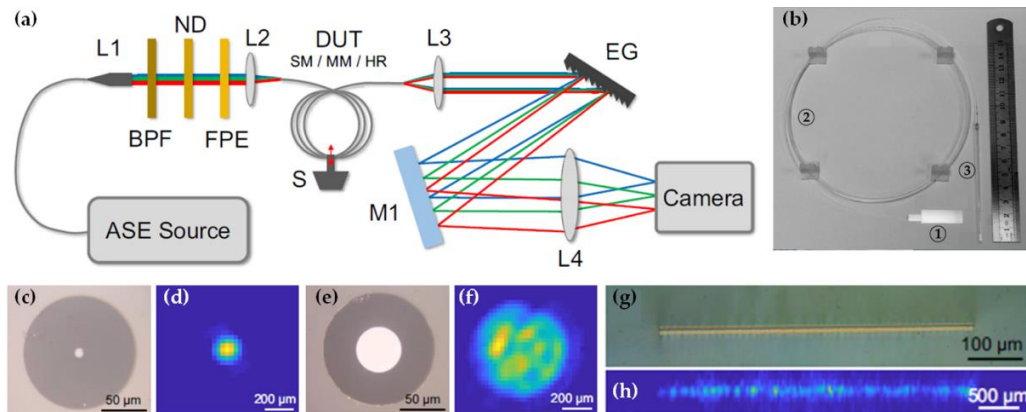 (a)
ND
L1
L2
DUT
SM / MM / HR
L3
EG
BPF
FPE
S
M1
L4
ASE Source
Camera
(b)
②
③
①
(c)
50 µm
(d)
200 µm
(e)
50 µm
(f)
200 µm
(g)
100 µm
(h)
500 µm